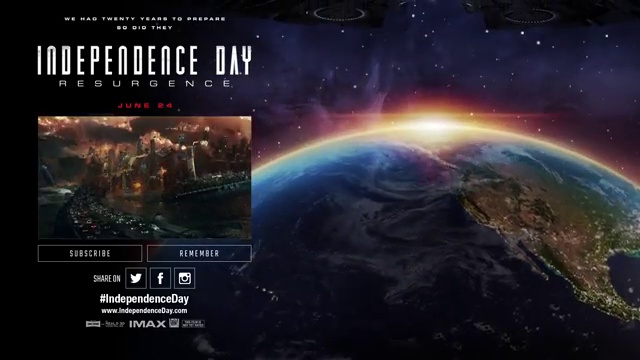 WE HAD TWENTY YEARS TO PREPARE
SO DID THEY
INDEPENDENCE DAY
RESURGENCE
JUNE 24
SUBSCRIBE
REMEMBER
SHARE ON
#IndependenceDay
www.IndependenceDay.com
IMAX